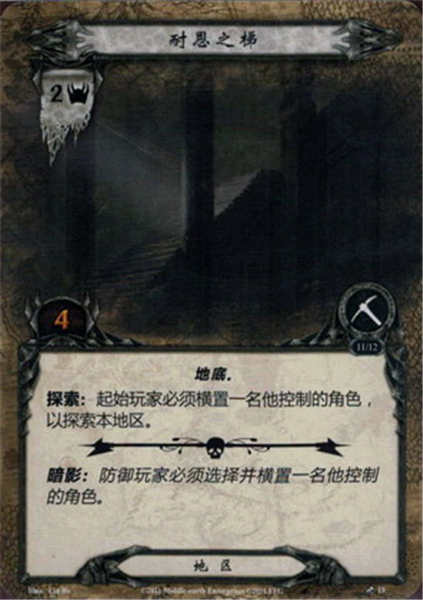 耐恩之梯
2
4
11/12
地底.
探索：起始玩家必须横置一名他控制的角色，
以探索本地区。
暗影：防御玩家必须选择并横置一名他控制
的角色。
地区
Middle-earth Enterprises